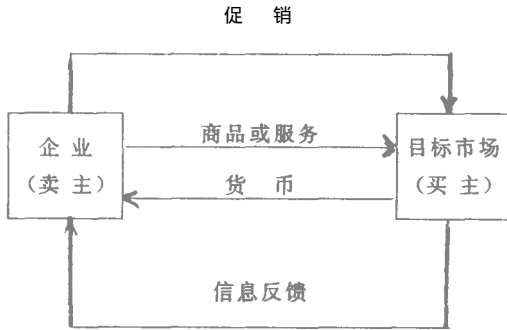 促 销
商品或服务
企 业
（卖 主）
目标市场
（买 主）
货 币
信息反馈